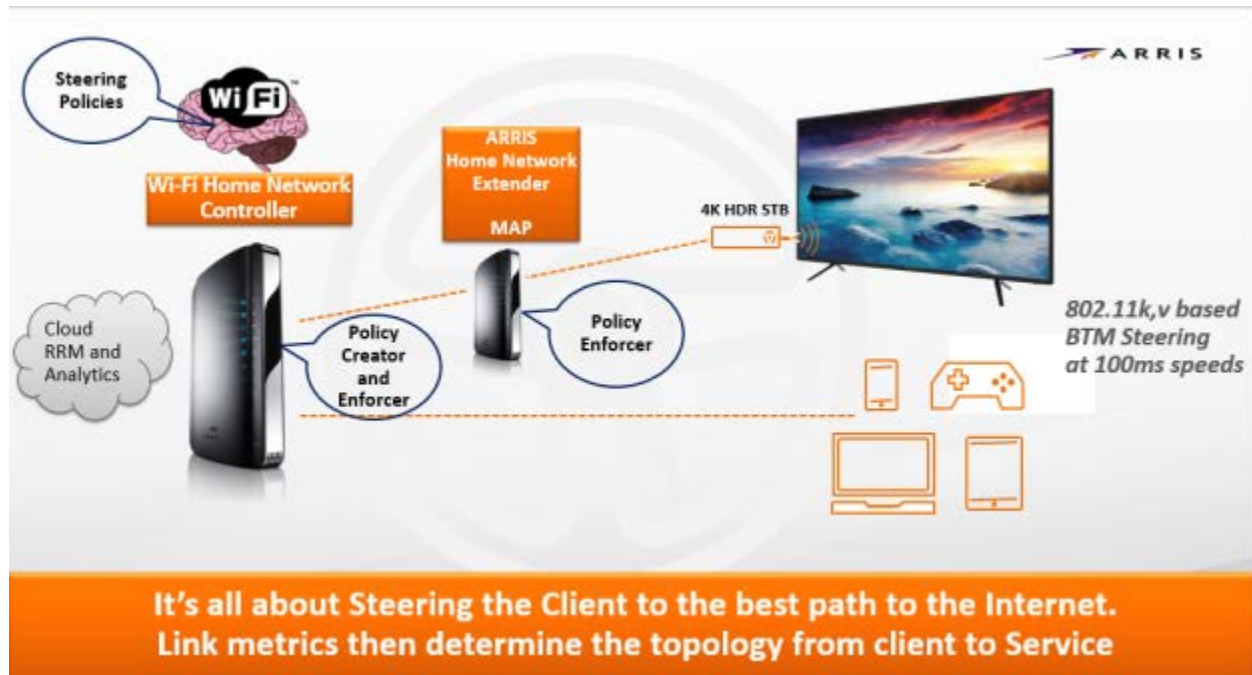 ARRIS
Steering
Policies
Wi Fi
Wi-Fi Home Network
Controller
ARRIS
Home Network
Extender
MAP
4K HDR STB
Cloud
RRM and
Analytics
Policy
Creator
and
Enforcer
Policy
Enforcer
802.11k,v based
BTM Steering
at 100ms speeds
It's all about Steering the Client to the best path to the Internet.
Link metrics then determine the topology from client to Service